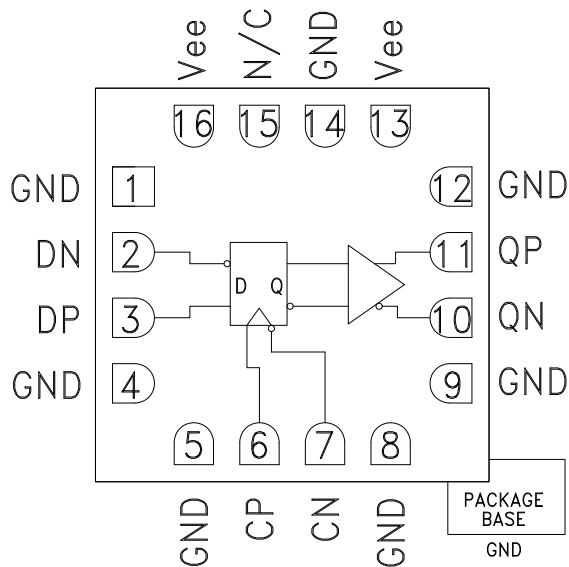 Vee N/C GND Vee
16 15 14 13
GND 1 12 GND
DN 2 11 QP
D Q
DP 3 10 QN
GND 4 9 GND
5 6 7 8
GND CP CN GND
PACKAGE
BASE
GND